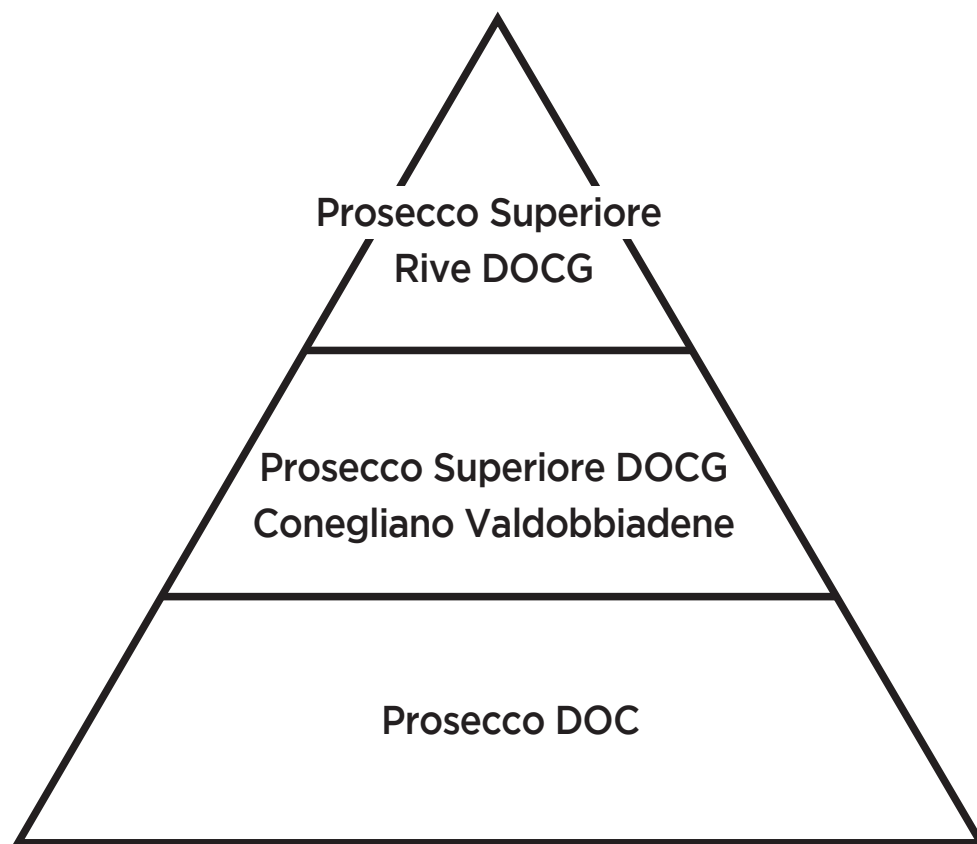 Prosecco Superiore
Rive DOCG
Prosecco Superiore DOCG
Conegliano Valdobbiadene
Prosecco DOC